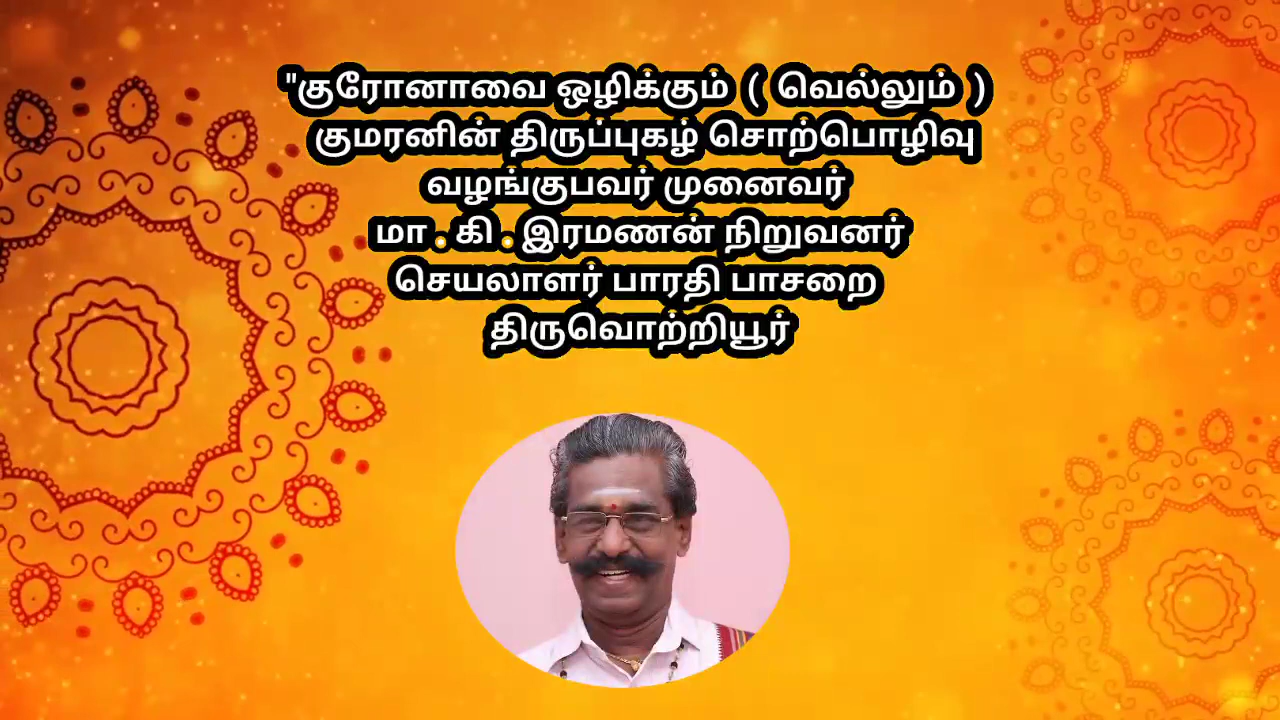 "குரோனாவை ஒழிக்கும் ( வெல்லும் )
குமரனின் திருப்புகழ் சொற்பொழிவு
வழங்குபவர் முனைவர்
மா . கி . இரமணன் நிறுவனர்
செயலாளர் பாரதி பாசறை
திருவொற்றியூர்